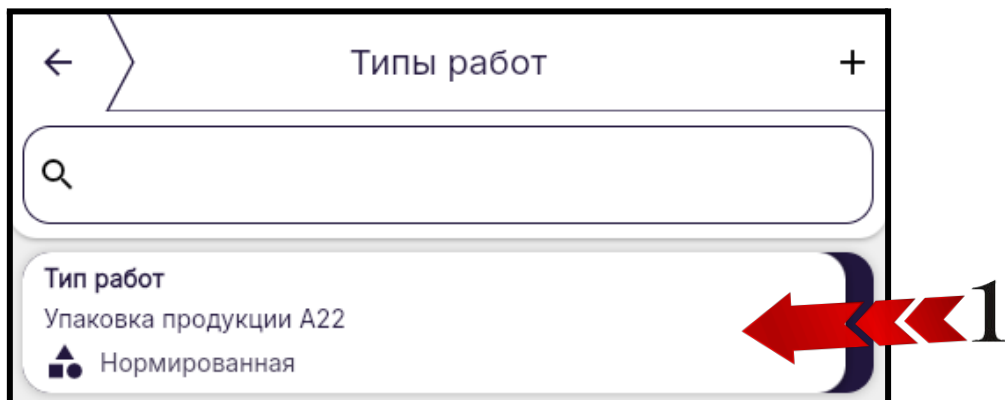 Типы работ
Тип работ
Упаковка продукции А22
Нормированная
1